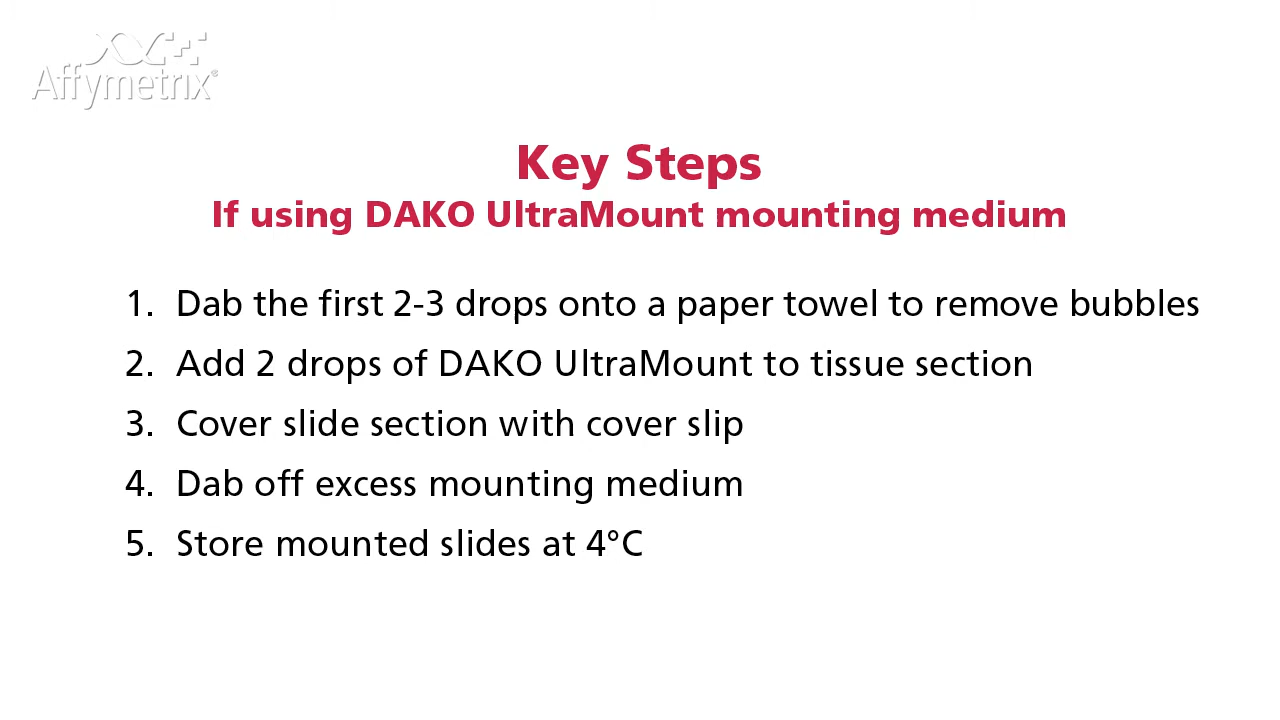 Affymetrix®
Key Steps
If using DAKO UltraMount mounting medium
1. Dab the first 2-3 drops onto a paper towel to remove bubbles
2. Add 2 drops of DAKO UltraMount to tissue section
3. Cover slide section with cover slip
4. Dab off excess mounting medium
5. Store mounted slides at 4°C